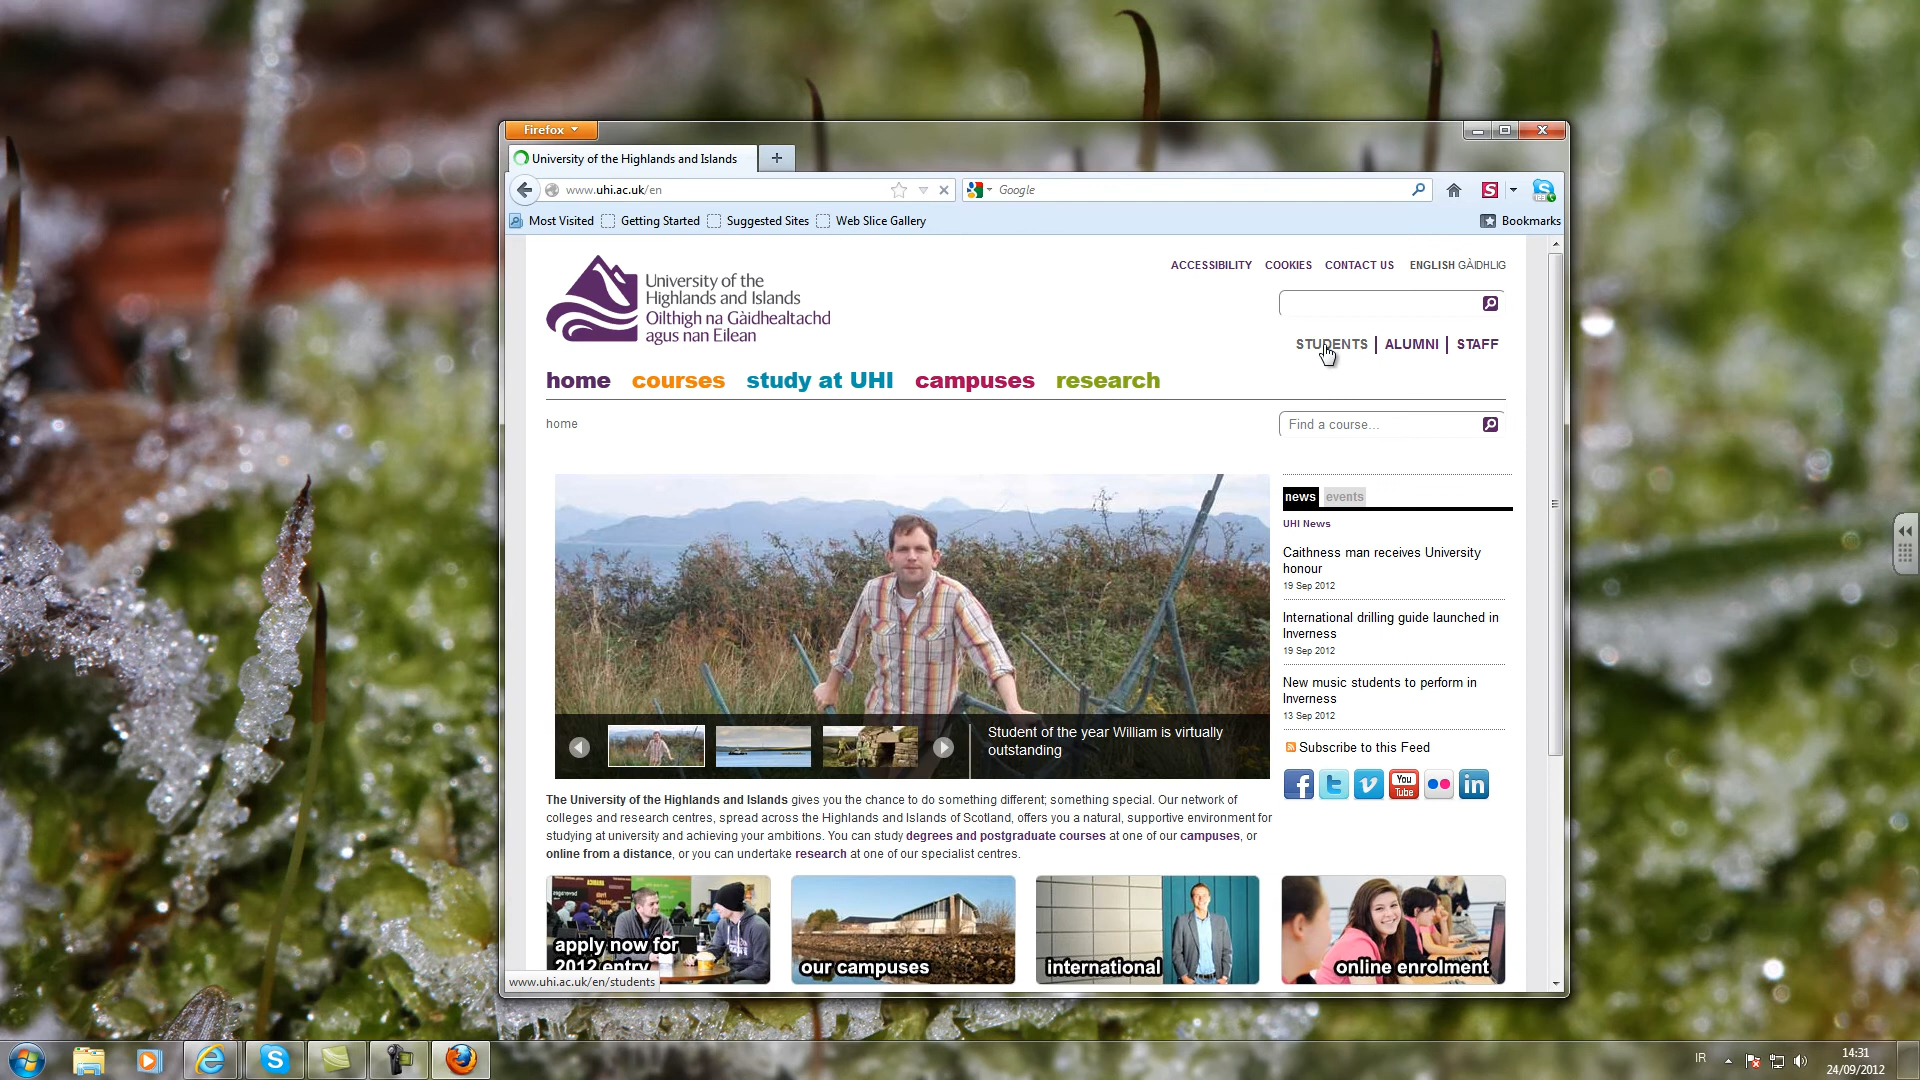 Firefox
University of the Highlands and Islands
www.uhi.ac.uk/en
Google
Most Visited
Getting Started
Suggested Sites
Web Slice Gallery
Bookmarks
University of the
Highlands and Islands
Oilthigh na Gàidhealtachd
agus nan Eilean
ACCESSIBILITY COOKIES CONTACT US ENGLISH GÀIDHLIG
STUDENTS | ALUMNI | STAFF
home courses study at UHI campuses research
home
Find a course...
news events
UHI News
Caithness man receives University
honour
19 Sep 2012
International drilling guide launched in
Inverness
19 Sep 2012
New music students to perform in
Inverness
13 Sep 2012
Subscribe to this Feed
You
Tube
in
Student of the year William is virtually
outstanding
The University of the Highlands and Islands gives you the chance to do something different; something special. Our network of
colleges and research centres, spread across the Highlands and Islands of Scotland, offers you a natural, supportive environment for
studying at university and achieving your ambitions. You can study degrees and postgraduate courses at one of our campuses, or
online from a distance, or you can undertake research at one of our specialist centres.
apply now for
2012 entry
our campuses
international
online enrolment
www.uhi.ac.uk/en/students
IR
14:31
24/09/2012